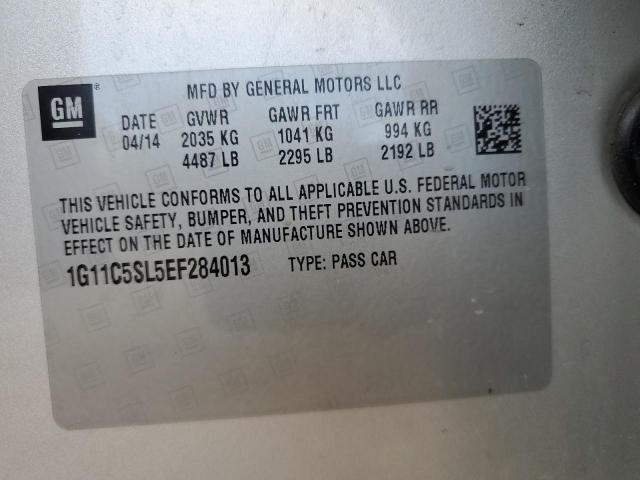 GM ®
MFD BY GENERAL MOTORS LLC
DATE GVWR GAWR FRT GAWR RR
04/14 2035 KG 1041 KG 994 KG
4487 LB 2295 LB 2192 LB
THIS VEHICLE CONFORMS TO ALL APPLICABLE U.S. FEDERAL MOTOR
VEHICLE SAFETY, BUMPER, AND THEFT PREVENTION STANDARDS IN
EFFECT ON THE DATE OF MANUFACTURE SHOWN ABOVE.
1G11C5SL5EF284013 TYPE: PASS CAR